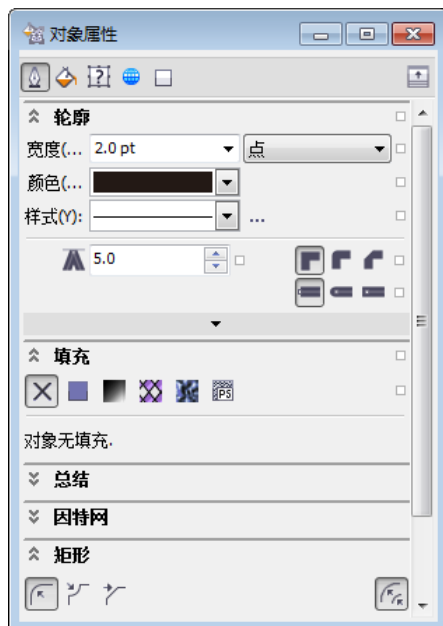 对象属性
轮廓
宽度(... 2.0 pt 点
颜色(...
样式(Y): ...
5.0
填充
PS
对象无填充.
总结
因特网
矩形